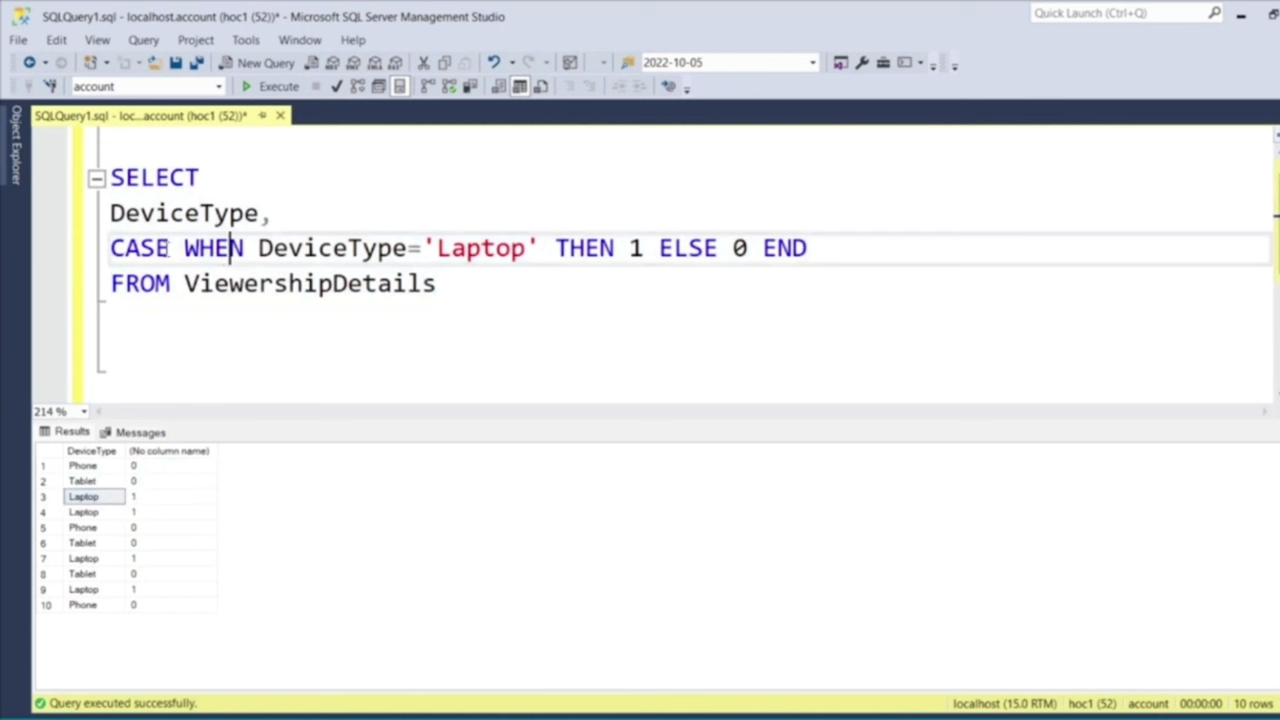 SQLQuery1.sql - localhost.account (hoc1 (52))* - Microsoft SQL Server Management Studio
Quick Launch (Ctrl+Q)
File Edit View Query Project Tools Window Help
New Query
2022-10-05
account
Execute
SQLQuery1.sql - loc...account (hoc1 (52))*
Object Explorer
SELECT
DeviceType,
CASE WHEN DeviceType='Laptop' THEN 1 ELSE 0 END
FROM ViewershipDetails
214 %
Results Messages
DeviceType (No column name)
1 Phone 0
2 Tablet 0
3 Laptop 1
4 Laptop 1
5 Phone 0
6 Tablet 0
7 Laptop 1
8 Tablet 0
9 Laptop 1
10 Phone 0
Query executed successfully.
localhost (15.0 RTM) hoc1 (52) account 00:00:00 10 rows